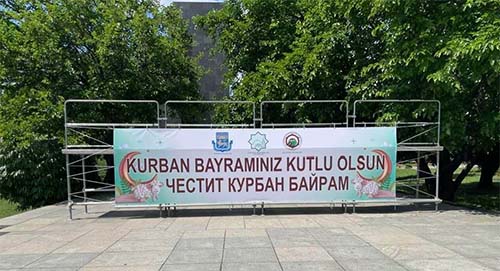 KURBAN BAYRAMINIZ KUTLU OLSUN
ЧЕСТИТ КУРБАН БАЙРАМ